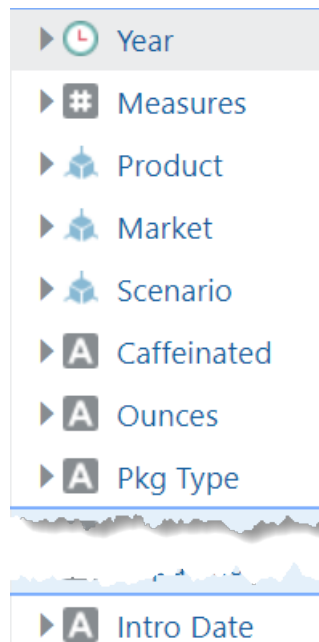 Year
# Measures
Product
Market
Scenario
A Caffeinated
A Ounces
A Pkg Type
A Intro Date